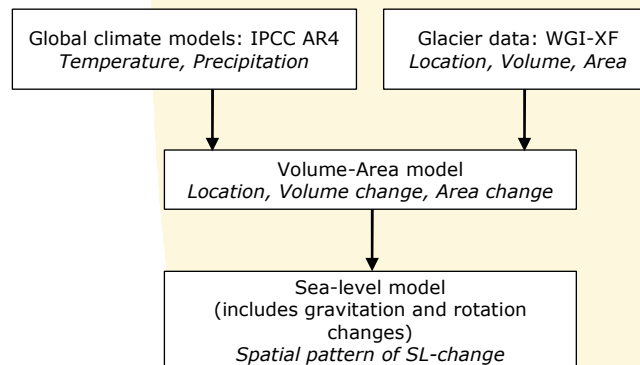 Global climate models: IPCC AR4
Temperature, Precipitation
Glacier data: WGI-XF
Location, Volume, Area
Volume-Area model
Location, Volume change, Area change
Sea-level model
(includes gravitation and rotation
changes)
Spatial pattern of SL-change